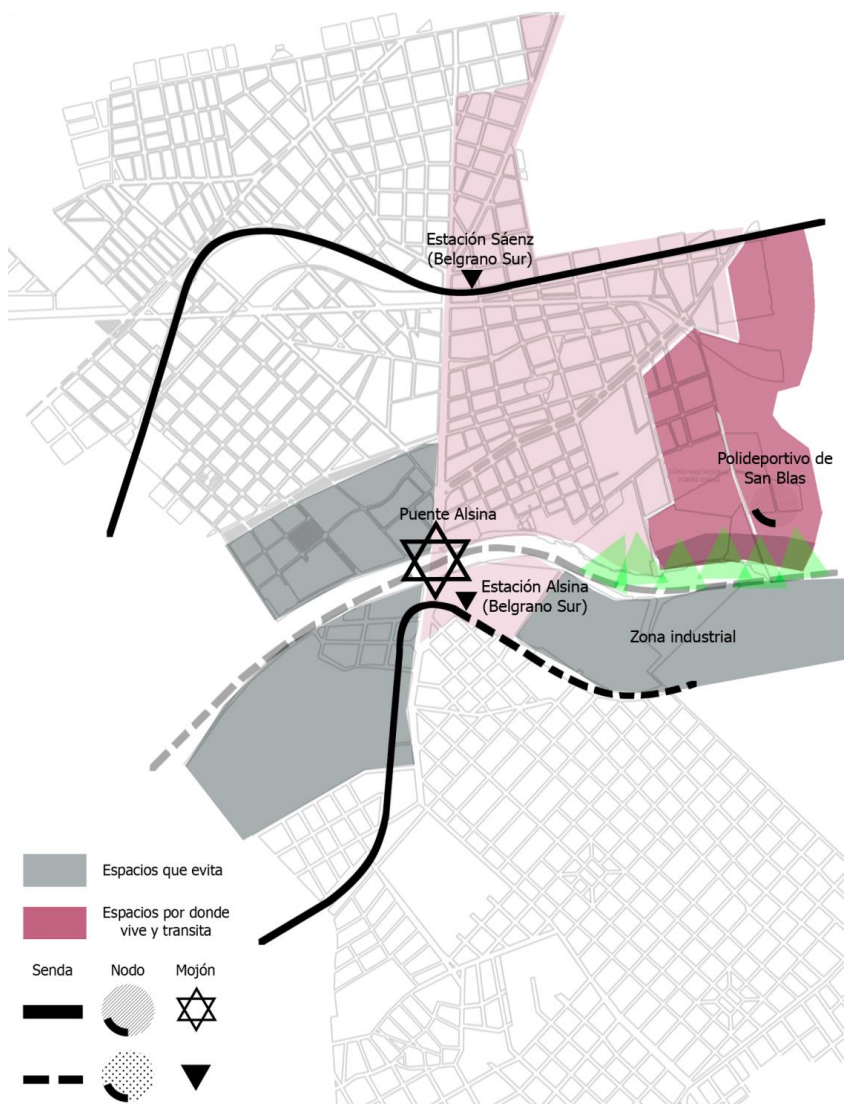 Estación Sáenz
(Belgrano Sur)
Polideportivo de
San Blas
Puente Alsina
Estación Alsina
(Belgrano Sur)
Zona industrial
Espacios que evita
Espacios por donde
vive y transita
Senda
Nodo
Mojón